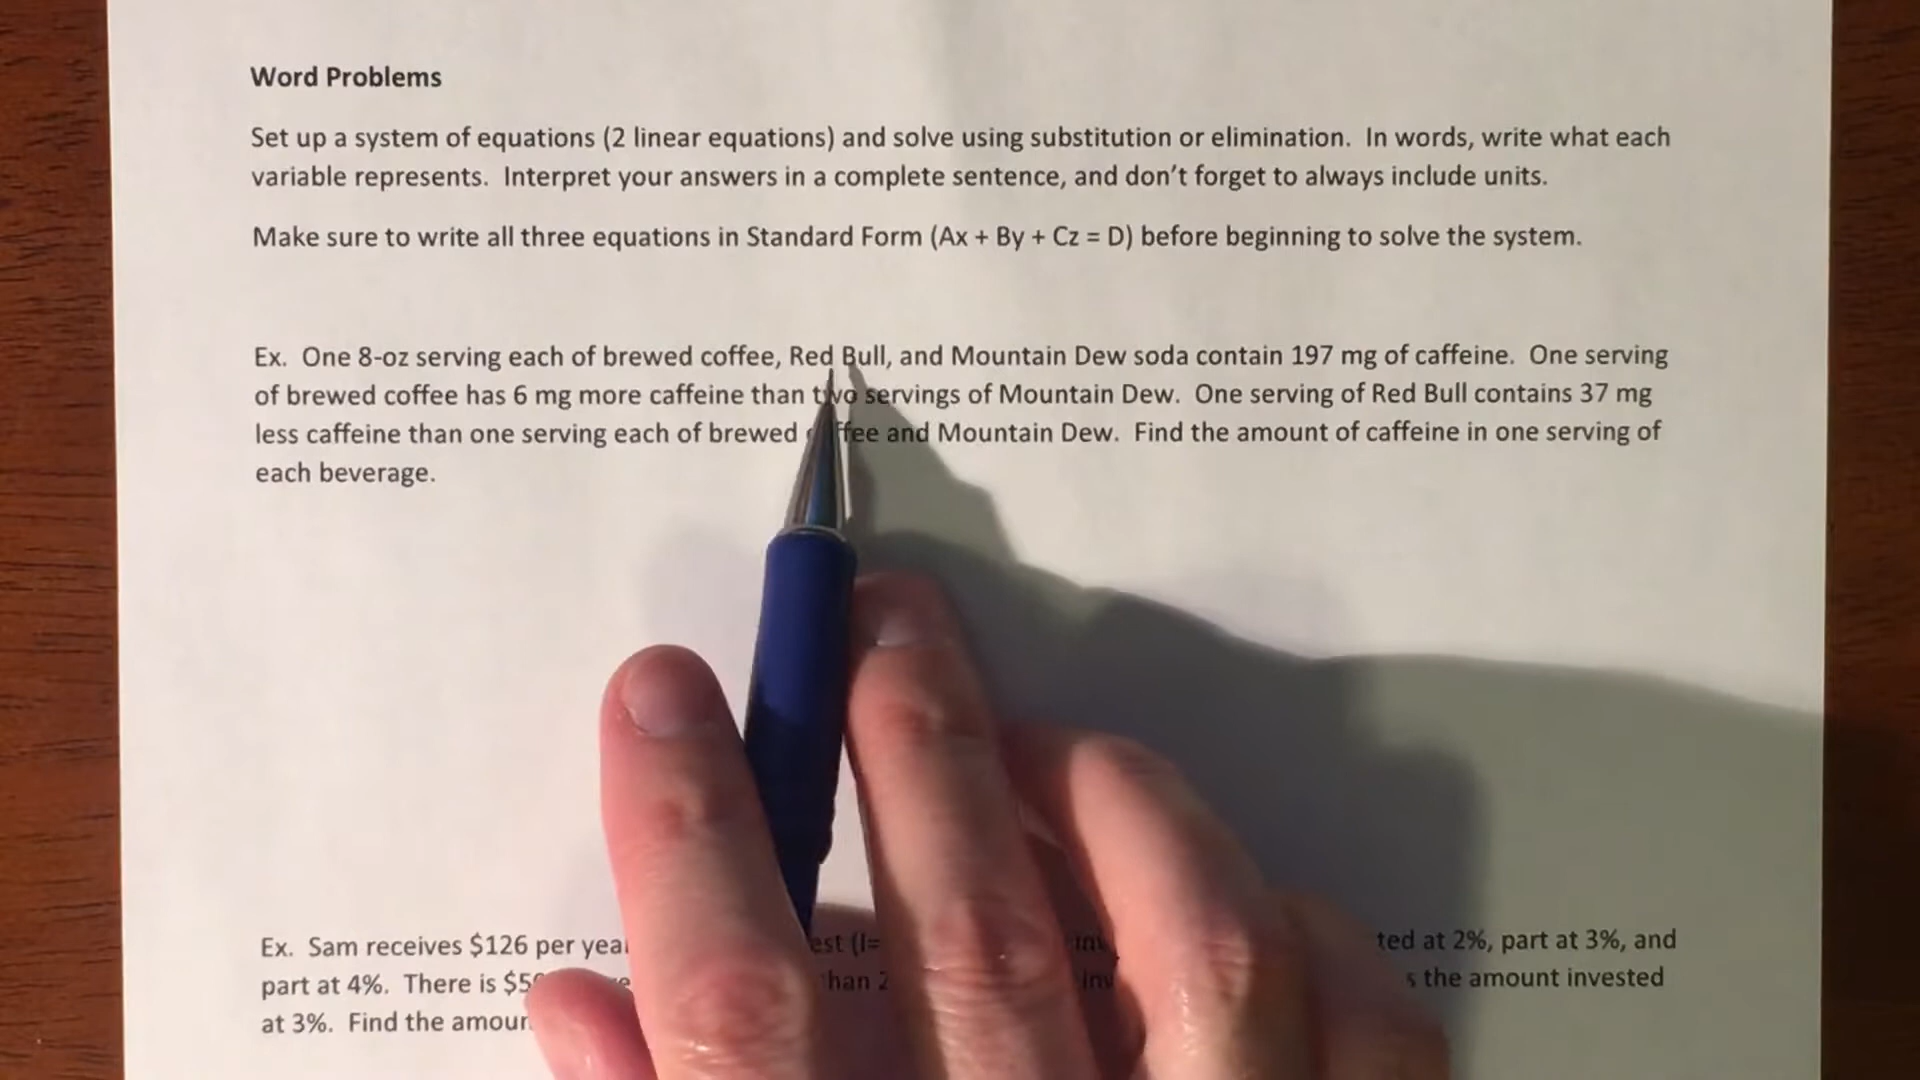 Word Problems
Set up a system of equations (2 linear equations) and solve using substitution or elimination. In words, write what each
variable represents. Interpret your answers in a complete sentence, and don't forget to always include units.
Make sure to write all three equations in Standard Form (Ax + By + Cz = D) before beginning to solve the system.
Ex. One 8-oz serving each of brewed coffee, Red Bull, and Mountain Dew soda contain 197 mg of caffeine. One serving
of brewed coffee has 6 mg more caffeine than two servings of Mountain Dew. One serving of Red Bull contains 37 mg
less caffeine than one serving each of brewed coffee and Mountain Dew. Find the amount of caffeine in one serving of
each beverage.
Ex. Sam receives $126 per year (I= at 2%, part at 3%, and
part at 4%. There is than 2 the amount invested
at 3%. Find the amoun